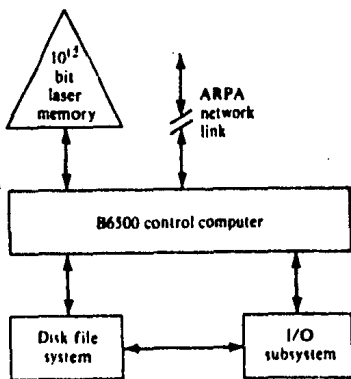 10¹²
bit
laser
memory
ARPA
network
link
B6500 control computer
Disk file
system
I/O
subsystem